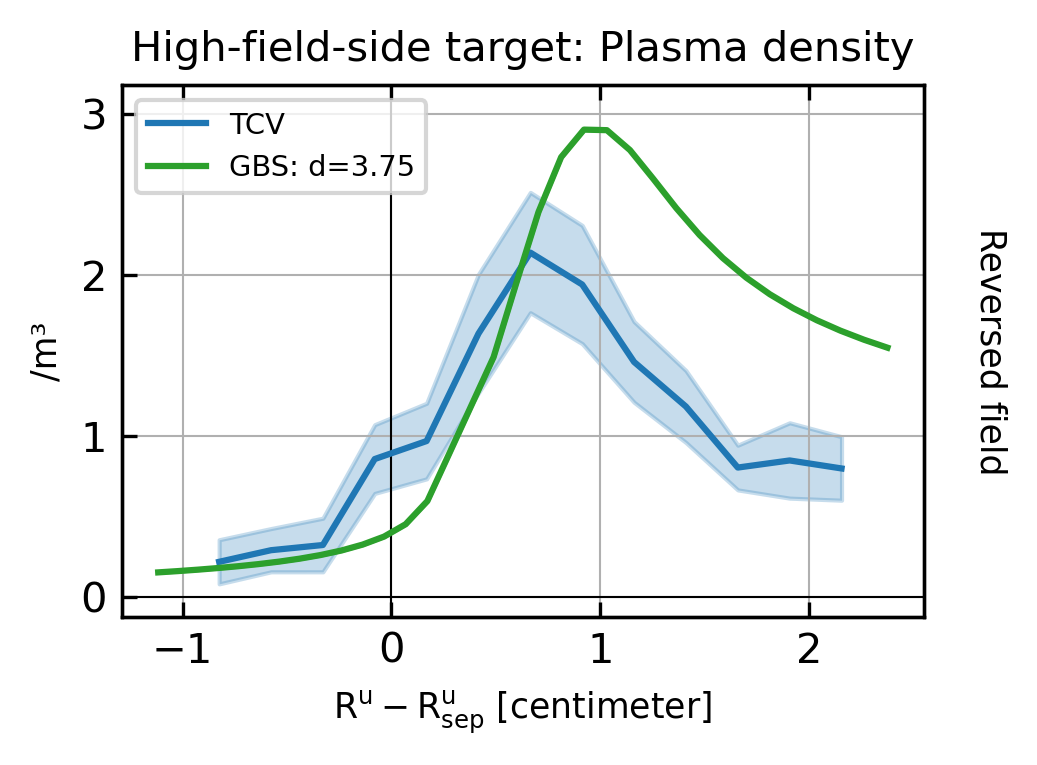 High-field-side target: Plasma density
3
2
1
0
/m³
TCV
GBS: d=3.75
−1 0 1 2
Rᵘ − Rᵘsep [centimeter]
Reversed field